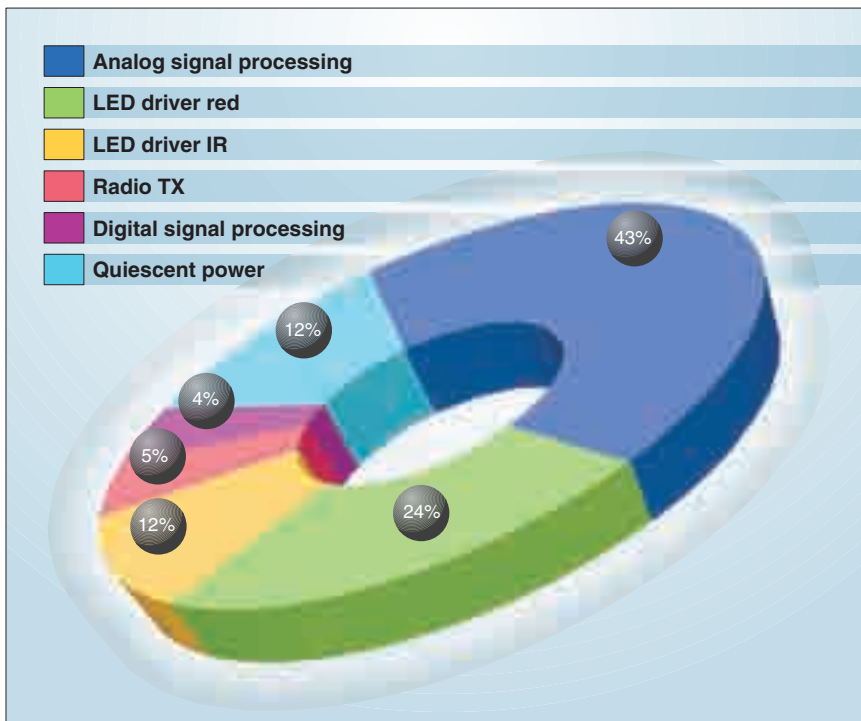 Analog signal processing
LED driver red
LED driver IR
Radio TX
Digital signal processing
Quiescent power
43%
12%
4%
5%
12%
24%